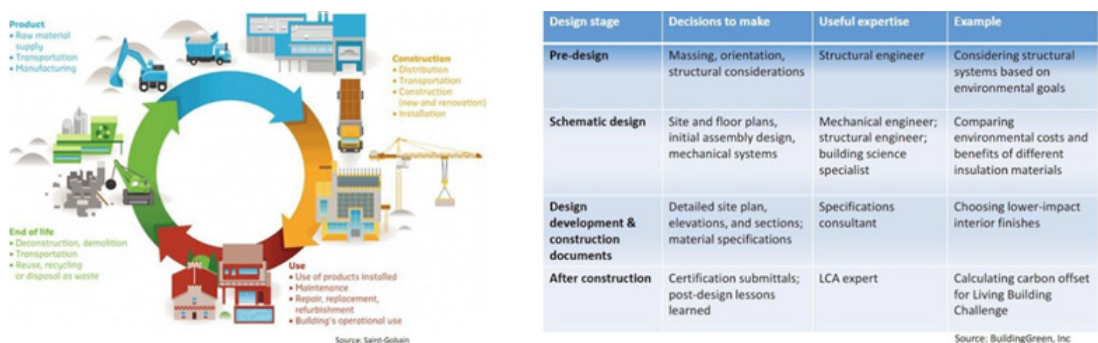 Product
• Raw material
supply
• Transportation
• Manufacturing
Construction
• Distribution
• Transportation
• Construction
(new and renovation)
• Installation
Use
• Use of products installed
• Maintenance
• Repair, replacement,
refurbishment
• Building's operational use
End of life
• Deconstruction, demolition
• Transportation
• Reuse, recycling
or disposal as waste
Source: Saint-Gobain
Design stage Decisions to make Useful expertise Example
Pre-design Massing, orientation, Structural engineer Considering structural
structural considerations systems based on
environmental goals
Schematic design Site and floor plans, Mechanical engineer; Comparing
initial assembly design, structural engineer; environmental costs and
mechanical systems building science benefits of different
specialist insulation materials
Design Detailed site plan, Specifications Choosing lower-impact
development & elevations, and sections; consultant interior finishes
construction material specifications
documents
After construction Certification submittals; LCA expert Calculating carbon offset
post-design lessons for Living Building
learned Challenge
Source: BuildingGreen, Inc